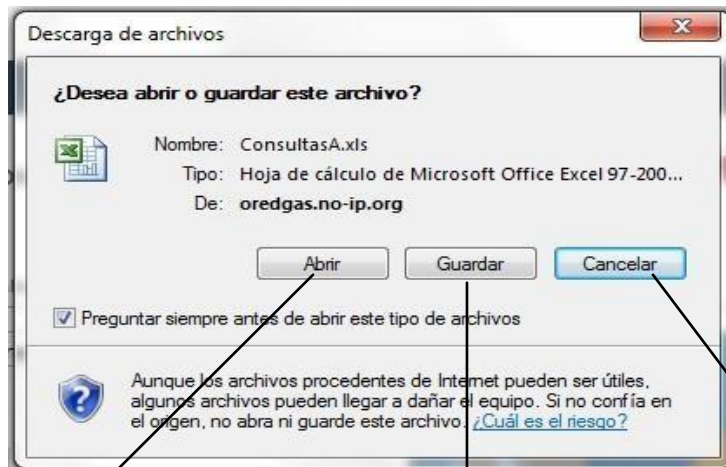 Descarga de archivos
¿Desea abrir o guardar este archivo?
Nombre: ConsultasA.xls
Tipo: Hoja de cálculo de Microsoft Office Excel 97-200...
De: oredgas.no-ip.org
Abrir Guardar Cancelar
Preguntar siempre antes de abrir este tipo de archivos
Aunque los archivos procedentes de Internet pueden ser útiles,
algunos archivos pueden llegar a dañar el equipo. Si no confía en
el origen, no abra ni guarde este archivo. ¿Cuál es el riesgo?